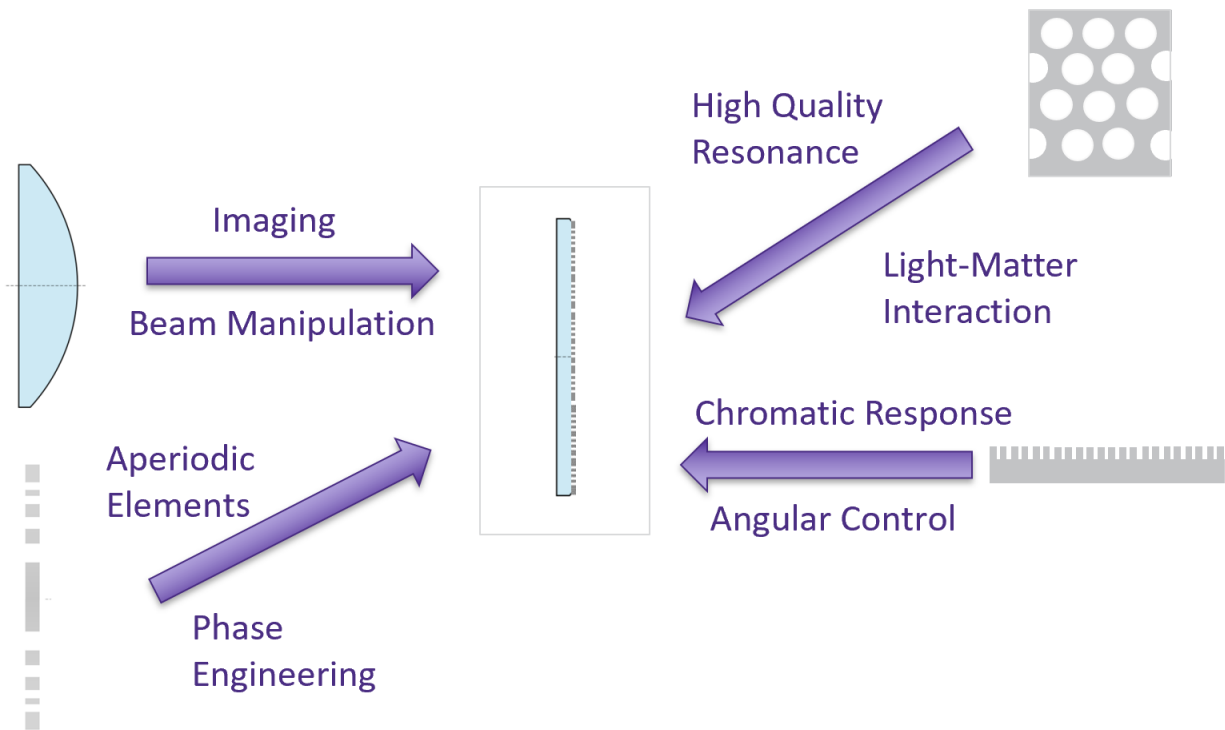 High Quality
Resonance
Imaging
Beam Manipulation
Light-Matter
Interaction
Chromatic Response
Angular Control
Aperiodic
Elements
Phase
Engineering